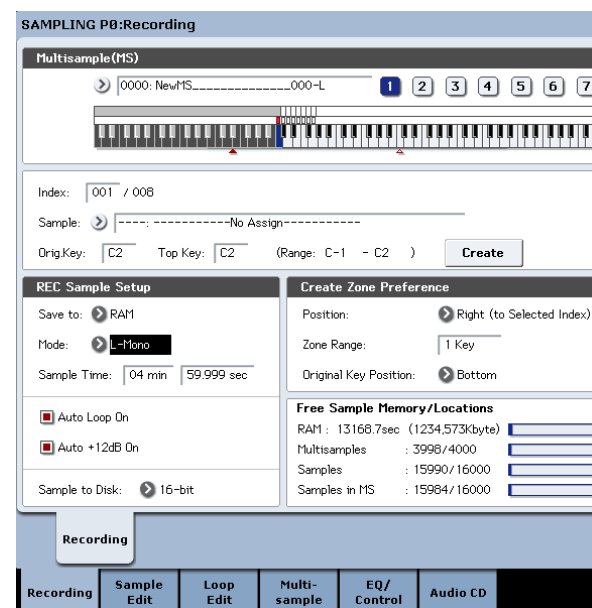 SAMPLING P0:Recording
Multisample(MS)
0000: NewMS______________000-L
1 2 3 4 5 6 7
Index: 001 / 008
Sample: ----: ------------No Assign-----------
Orig.Key: C2 Top Key: C2 (Range: C-1 - C2 ) Create
REC Sample Setup
Save to: RAM
Mode: L-Mono
Sample Time: 04 min 59.999 sec
Auto Loop On
Auto +12dB On
Sample to Disk: 16-bit
Create Zone Preference
Position: Right (to Selected Index)
Zone Range: 1 Key
Original Key Position: Bottom
Free Sample Memory/Locations
RAM : 13168.7sec (1234,573Kbyte)
Multisamples : 3998/4000
Samples : 15990/16000
Samples in MS : 15984/16000
Recording
Recording
Sample Edit
Loop Edit
Multi-sample
EQ/ Control
Audio CD